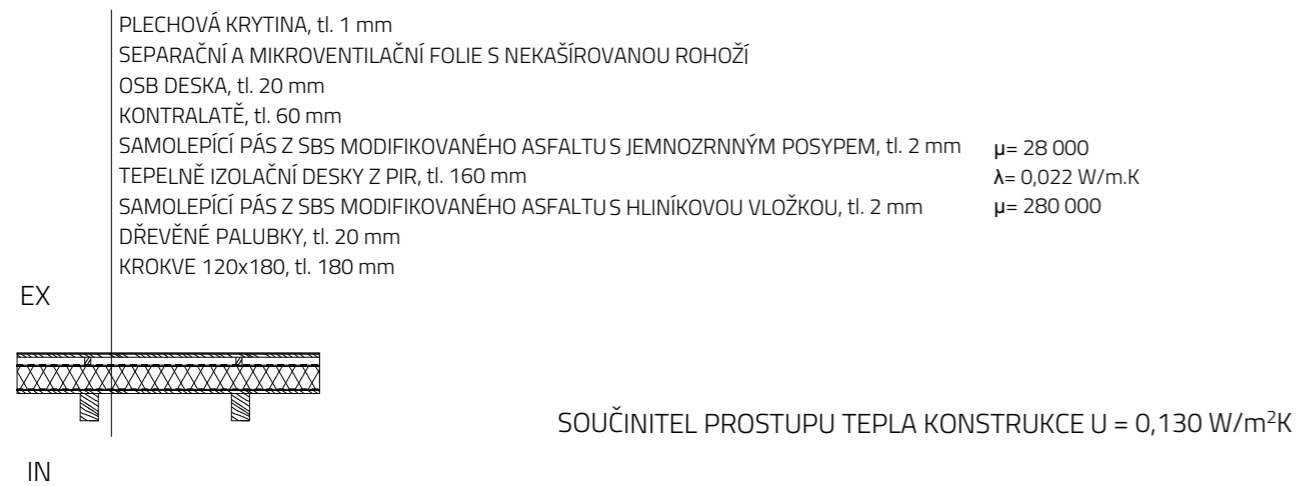 PLECHOVÁ KRYTINA, tl. 1 mm
SEPARAČNÍ A MIKROVENTILAČNÍ FOLIE S NEKAŠÍROVANOU ROHOŽÍ
OSB DESKA, tl. 20 mm
KONTRALATĚ, tl. 60 mm
SAMOLEPÍCÍ PÁS Z SBS MODIFIKOVANÉHO ASFALTU S JEMNOZRNNÝM POSYPEM, tl. 2 mm µ= 28 000
TEPELNĚ IZOLAČNÍ DESKY Z PIR, tl. 160 mm λ= 0,022 W/m.K
SAMOLEPÍCÍ PÁS Z SBS MODIFIKOVANÉHO ASFALTU S HLINÍKOVOU VLOŽKOU, tl. 2 mm µ= 280 000
DŘEVĚNÉ PALUBKY, tl. 20 mm
KROKVE 120x180, tl. 180 mm
EX
SOUČINITEL PROSTUPU TEPLA KONSTRUKCE U = 0,130 W/m²K
IN